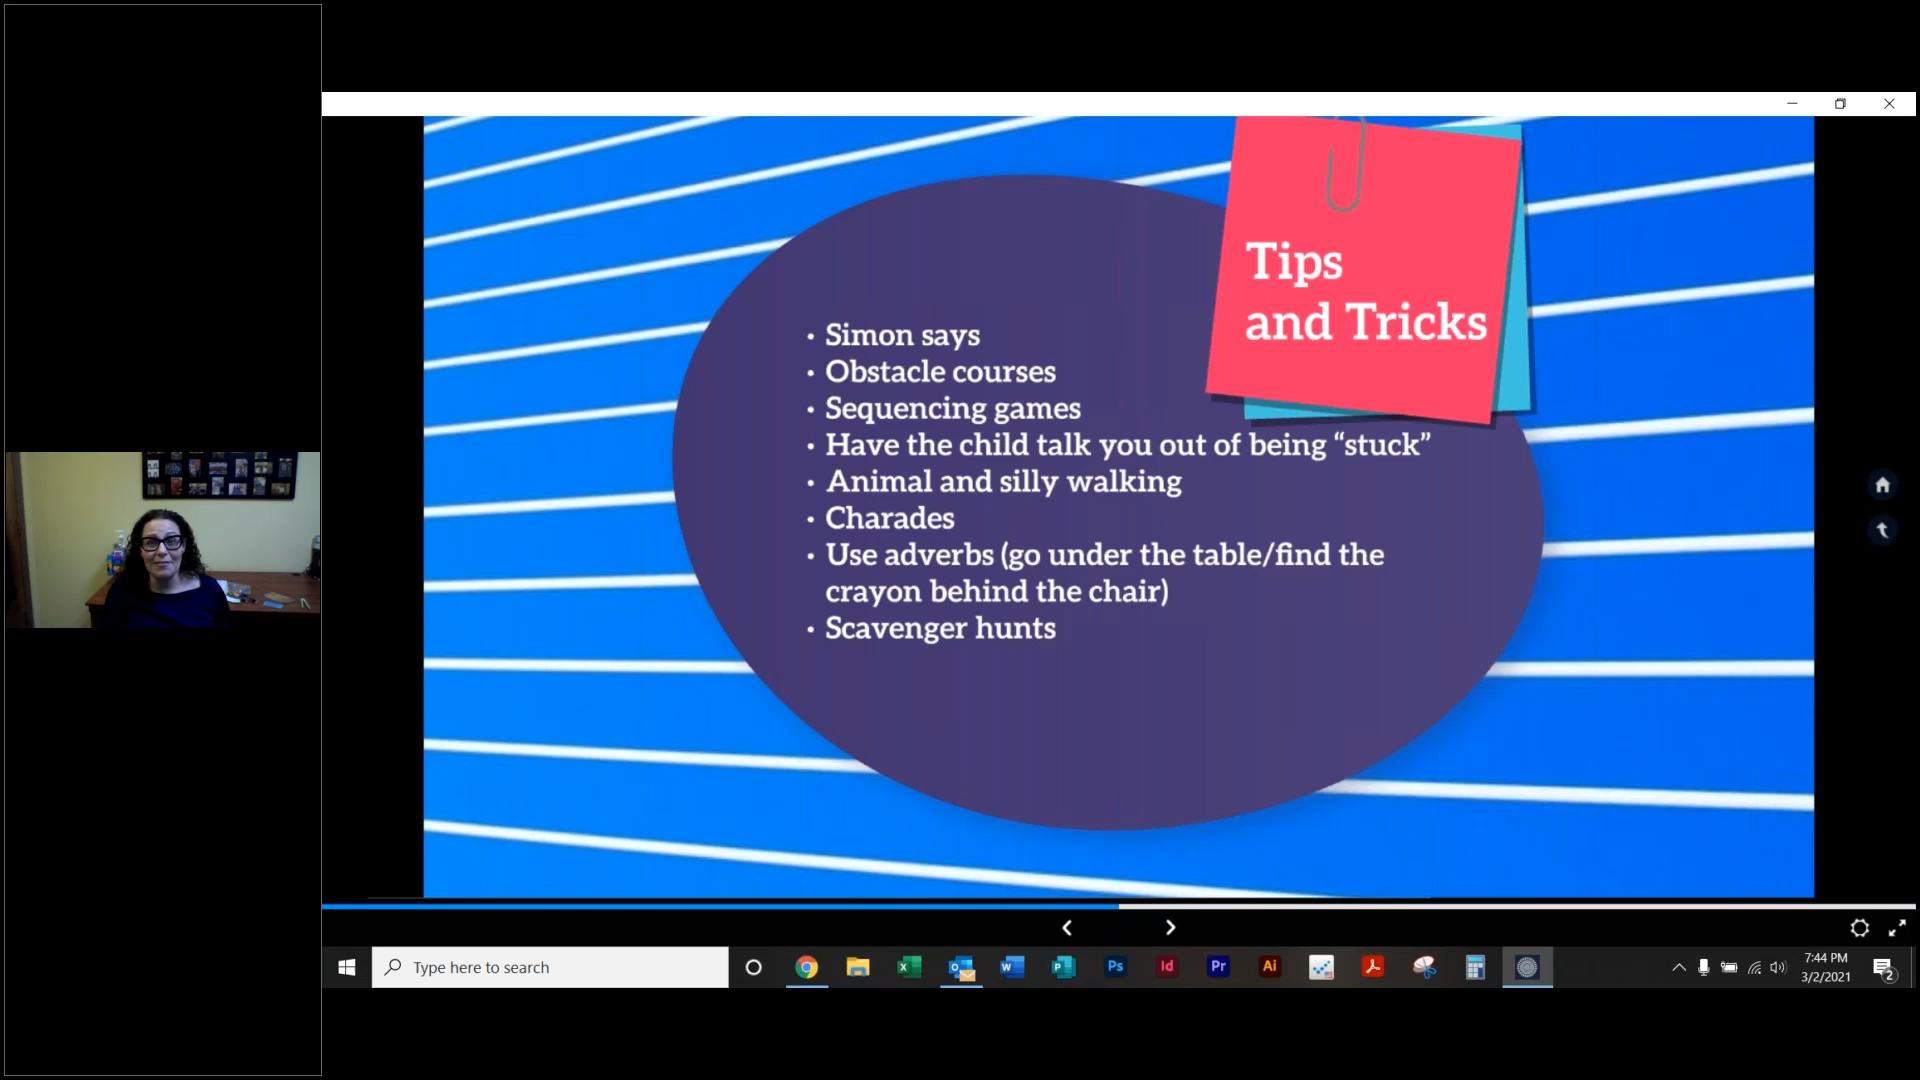 Tips
and Tricks
• Simon says
• Obstacle courses
• Sequencing games
• Have the child talk you out of being “stuck”
• Animal and silly walking
• Charades
• Use adverbs (go under the table/find the
crayon behind the chair)
• Scavenger hunts
Type here to search
Ps
Id
Pr
Ai
7:44 PM
3/2/2021
2